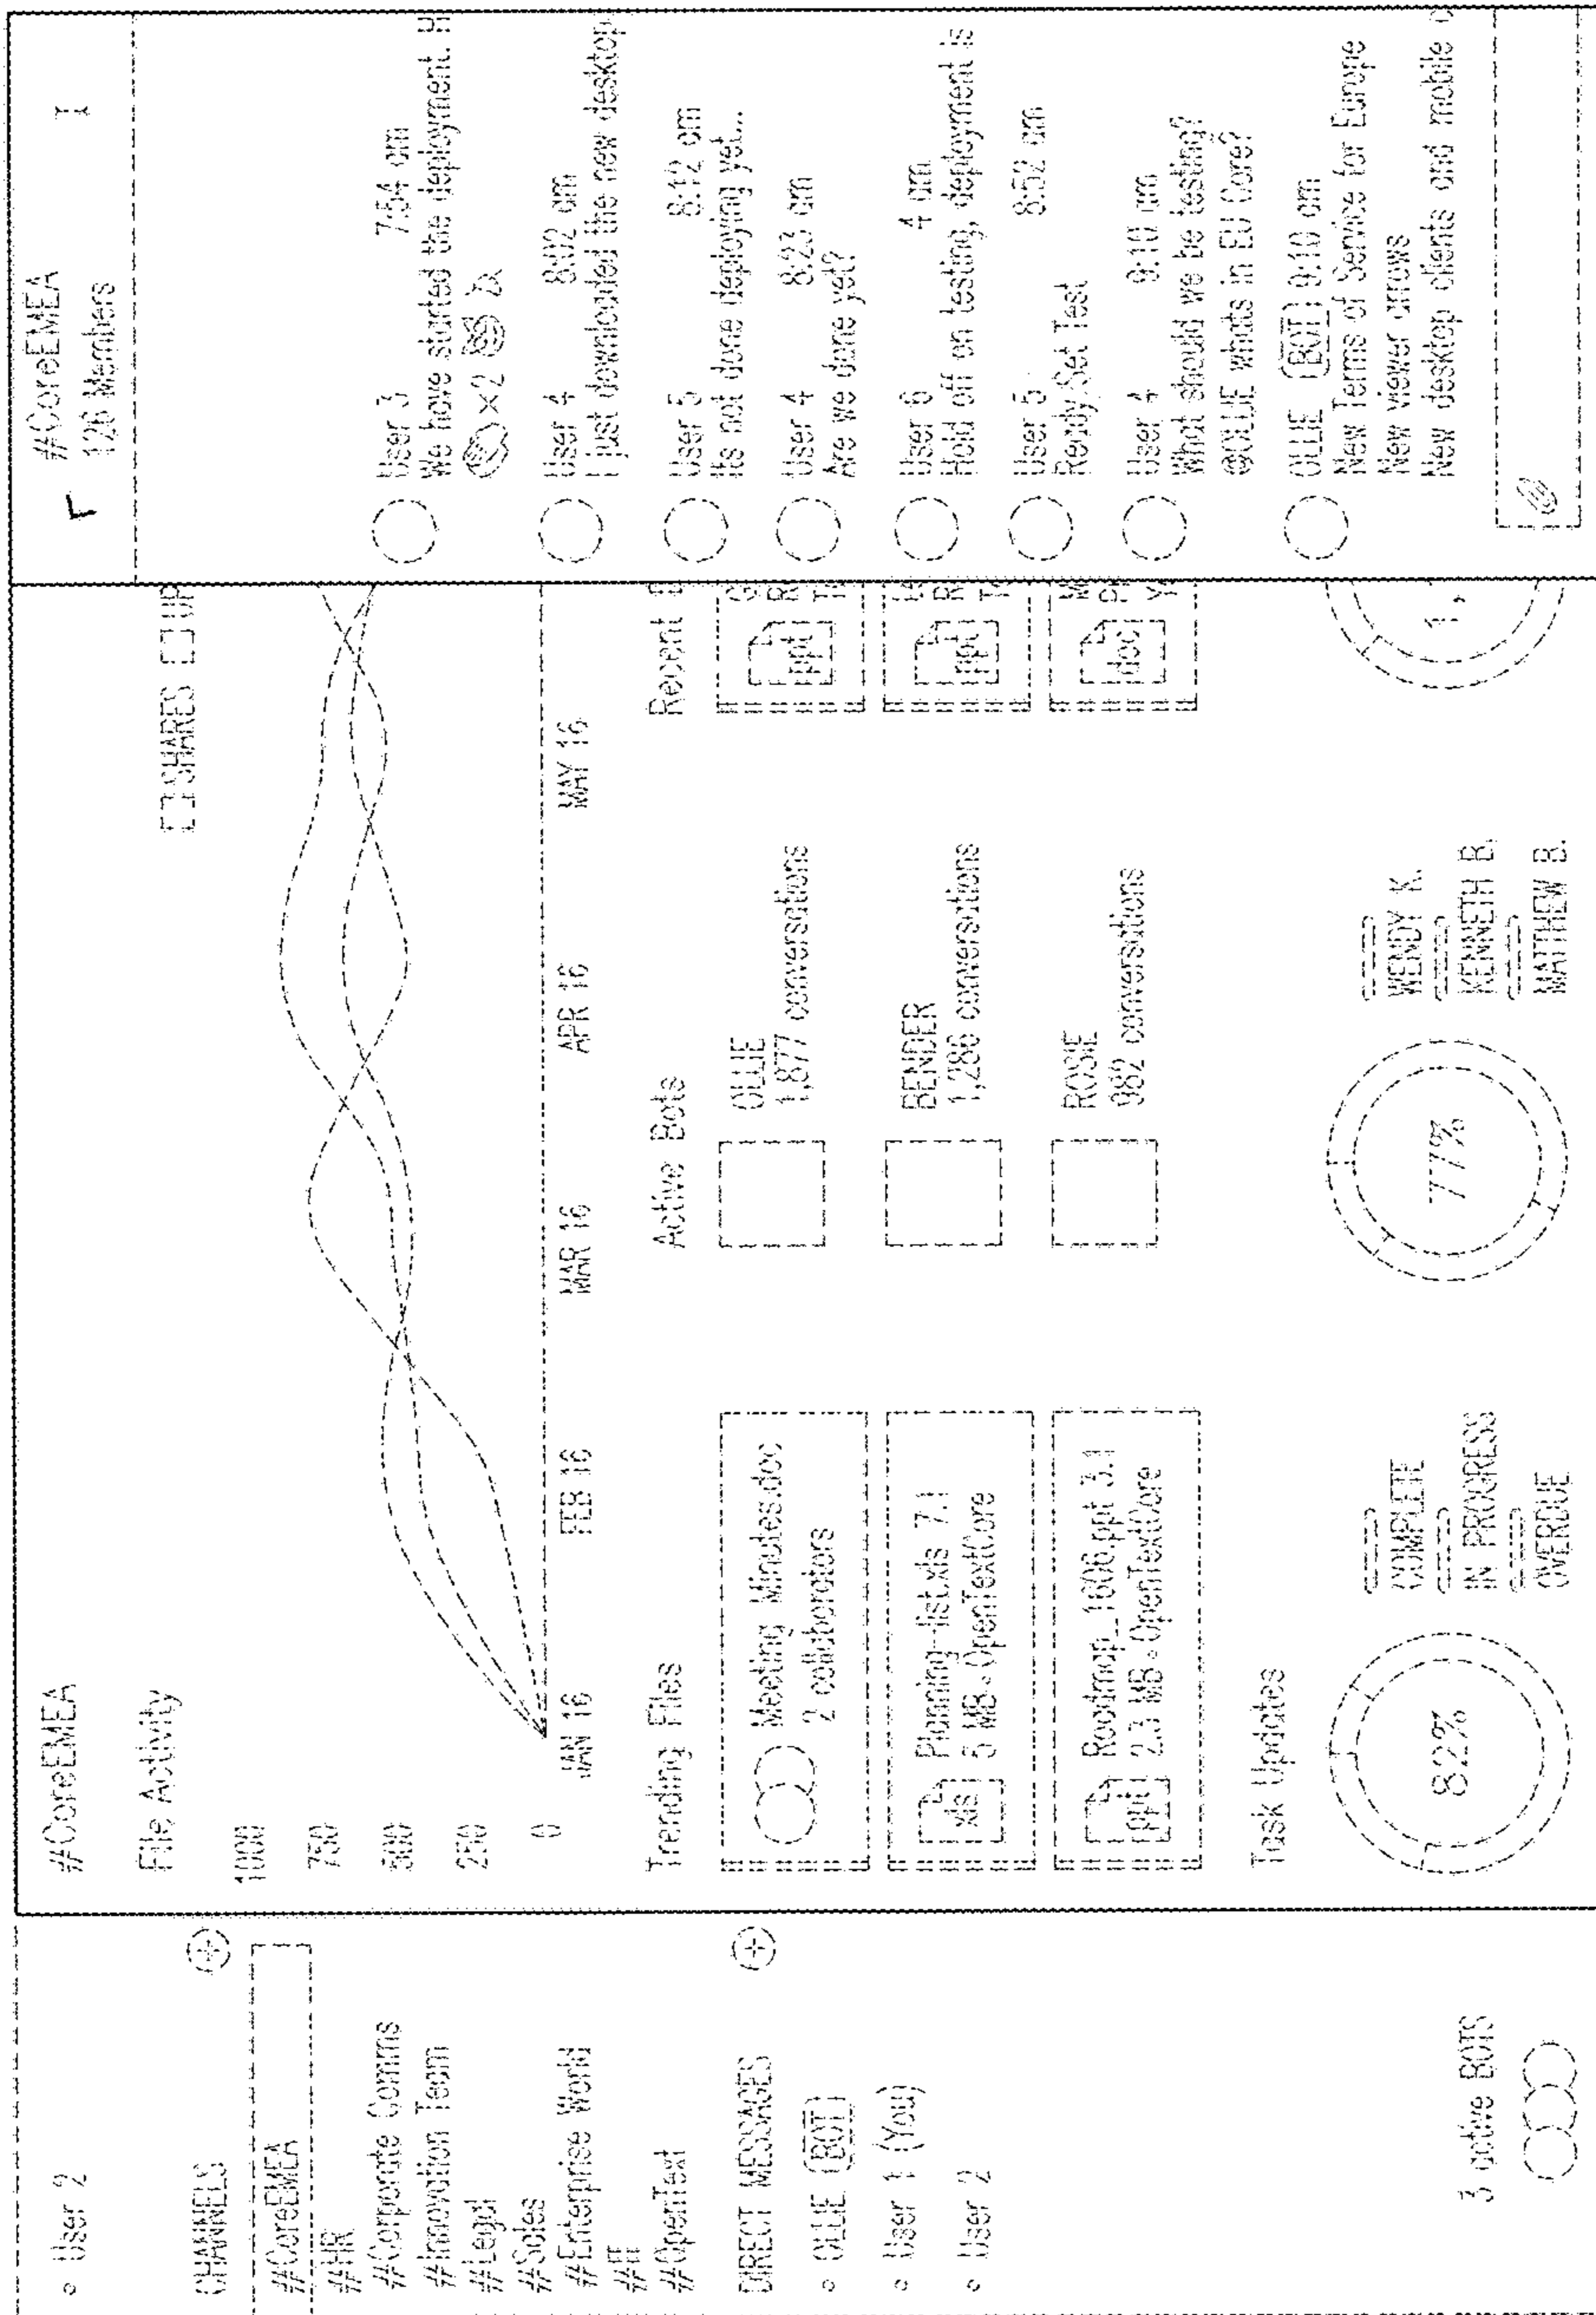 ◦ User 2
CHANNELS
#CoreEMEA
#HR
#Corporate Comms
#Innovation Team
#Legal
#Sales
#Enterprise World
#IT
#OpenText
DIRECT MESSAGES
◦ OLLIE (BOT)
◦ User 1 (You)
◦ User 2
3 active BOTS
#CoreEMEA
File Activity
SHARES UP
1000
750
500
250
0
JAN 16 FEB 16 MAR 16 APR 16 MAY 16
Trending Files
Meeting Minutes.doc
2 collaborators
xls
Planning-list.xls 7.1
5 MB - OpenTextCore
ppt
Roadmap_1606.ppt 3.1
2.3 MB - OpenTextCore
Active Bots
OLLIE
1,877 conversations
BENDER
1,286 conversations
ROSIE
982 conversations
Recent
ppt
ppt
doc
Task Updates
82%
COMPLETE
IN PROGRESS
OVERDUE
77%
WENDY K.
KENNETH B.
MATTHEW B.
1,
#CoreEMEA
126 Members
User 3 7:54 am
We have started the deployment. H
x2 2x
User 4 8:02 am
I just downloaded the new desktop
User 5 8:12 am
Its not done deploying yet...
User 4 8:23 am
Are we done yet?
User 6 4 am
Hold off on testing, deployment is
User 5 8:52 am
Ready Set Test
User 4 9:10 am
What should we be testing?
@OLLIE whats in EU Core?
OLLIE (BOT) 9:10 am
New Terms of Service for Europe
New viewer arrows
New desktop clients and mobile c